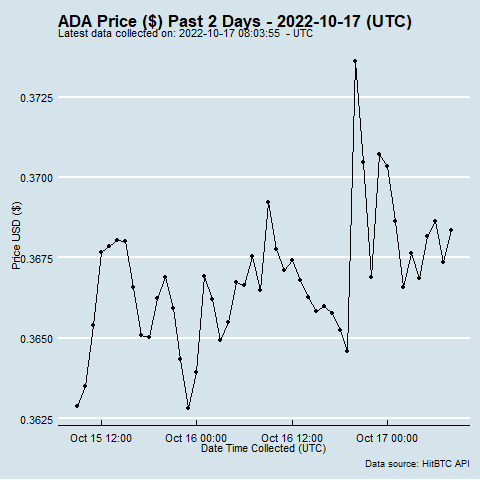 ADA Price ($) Past 2 Days - 2022-10-17 (UTC)
Latest data collected on: 2022-10-17 08:03:55 - UTC
0.3725
0.3700
0.3675
0.3650
0.3625
Price USD ($)
Oct 15 12:00
Oct 16 00:00
Oct 16 12:00
Oct 17 00:00
Date Time Collected (UTC)
Data source: HitBTC API